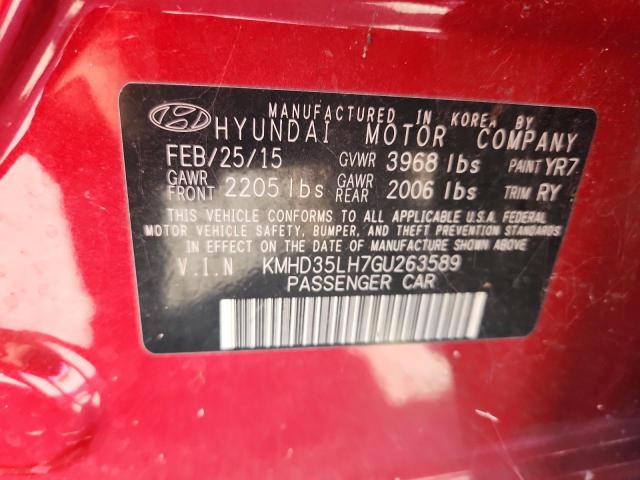 MANUFACTURED IN KOREA BY
HYUNDAI MOTOR COMPANY
FEB/25/15 GVWR 3968 lbs PAINT YR7
GAWR FRONT 2205 lbs GAWR REAR 2006 lbs TRIM RY
THIS VEHICLE CONFORMS TO ALL APPLICABLE U.S.A. FEDERAL
MOTOR VEHICLE SAFETY, BUMPER, AND THEFT PREVENTION STANDARDS
IN EFFECT ON THE DATE OF MANUFACTURE SHOWN ABOVE
V.I.N KMHD35LH7GU263589
PASSENGER CAR